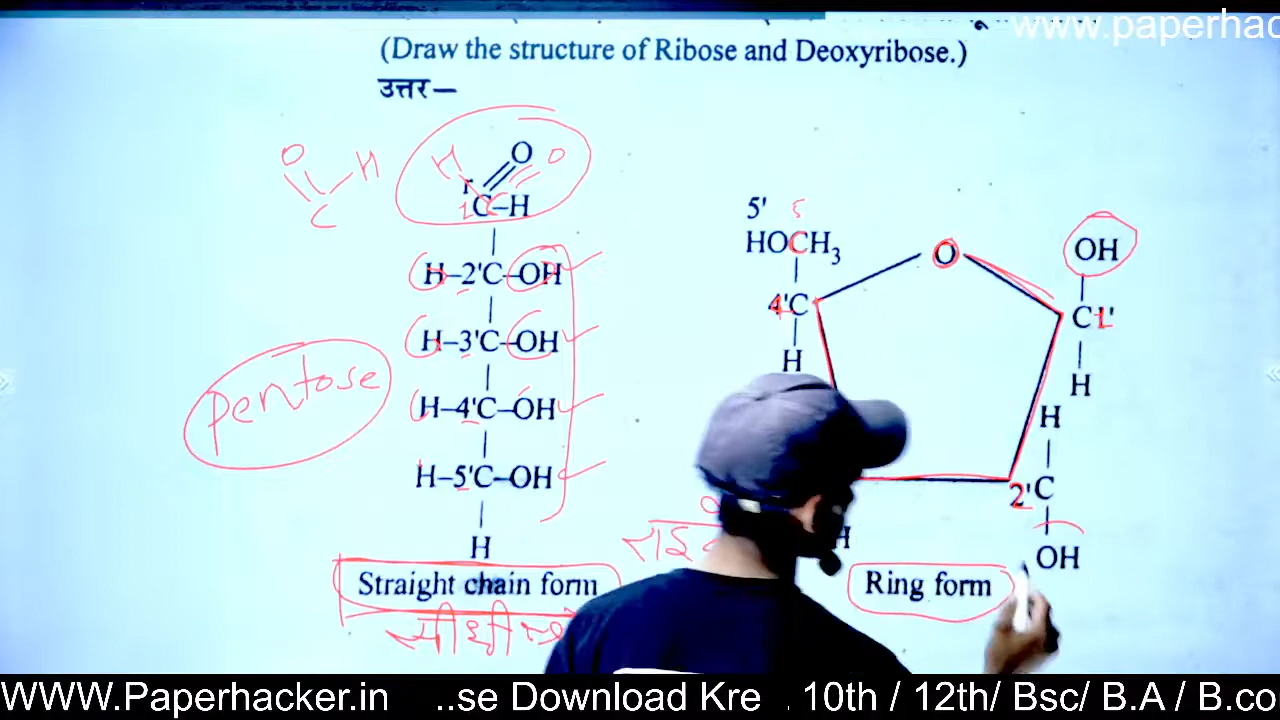 www.paperhac
(Draw the structure of Ribose and Deoxyribose.)
उत्तर—
O
C–H
H–2'C–OH
H–3'C–OH
H–4'C–OH
H–5'C–OH
H
Straight chain form
pentose
O
H
C
H
O
5' 5
HOCH₃
4'C
H
O
OH
C1'
H
H
2'C
OH
H
Ring form
सीधी
WWW.Paperhacker.in ..se Download Kre . 10th / 12th/ Bsc/ B.A / B.c